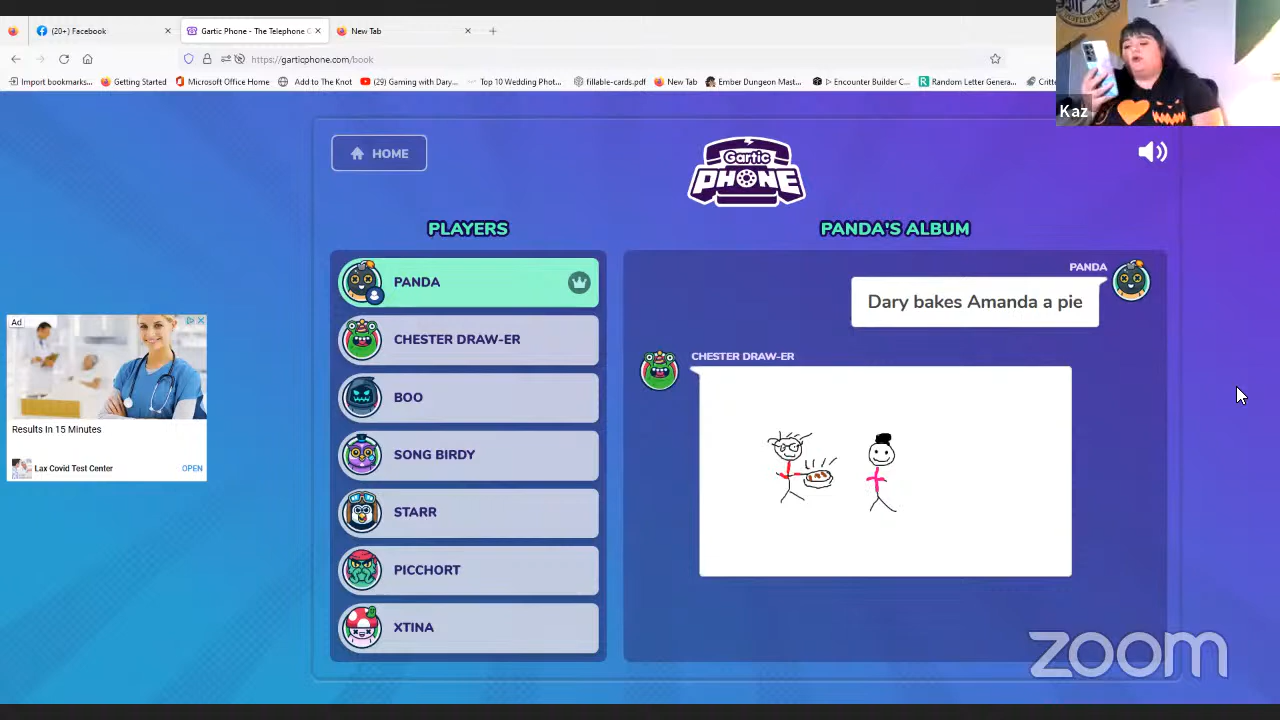 (20+) Facebook
Gartic Phone - The Telephone G
New Tab
https://garticphone.com/book
Import bookmarks...
Getting Started
Microsoft Office Home
Add to The Knot
(29) Gaming with Dary...
Top 10 Wedding Phot...
fillable-cards.pdf
New Tab
Ember Dungeon Mast...
Encounter Builder C...
Random Letter Genera...
Critte
Kaz
HOME
Gartic
PHONE
PLAYERS
PANDA'S ALBUM
PANDA
CHESTER DRAW-ER
BOO
SONG BIRDY
STARR
PICCHORT
XTINA
PANDA
Dary bakes Amanda a pie
CHESTER DRAW-ER
Ad
Results In 15 Minutes
Lax Covid Test Center
OPEN
zoom